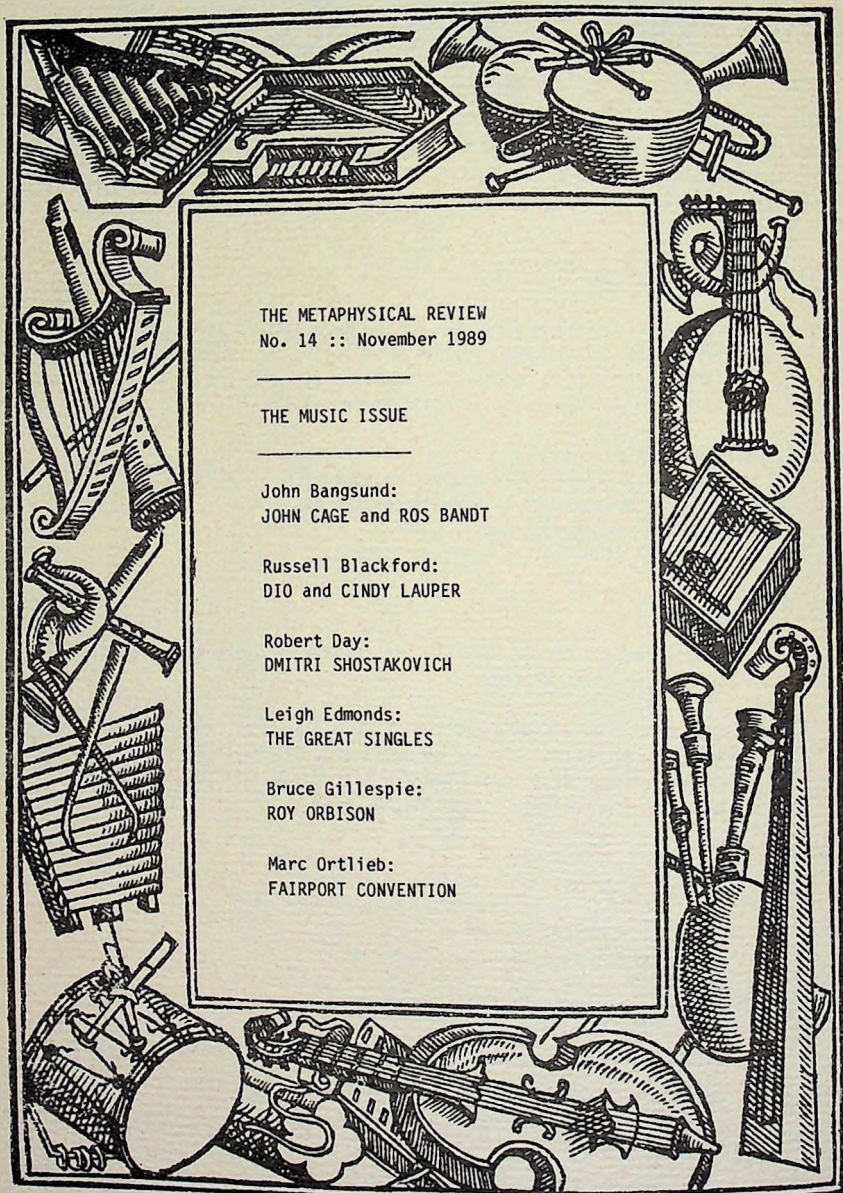 THE METAPHYSICAL REVIEW
No. 14 :: November 1989
THE MUSIC ISSUE
John Bangsund:
JOHN CAGE and ROS BANDT
Russell Blackford:
DIO and CINDY LAUPER
Robert Day:
DMITRI SHOSTAKOVICH
Leigh Edmonds:
THE GREAT SINGLES
Bruce Gillespie:
ROY ORBISON
Marc Ortlieb:
FAIRPORT CONVENTION